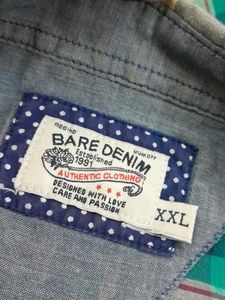 BARE DENIM
Established
1991
AUTHENTIC CLOTHING
DESIGNED WITH LOVE
CARE AND PASSION
XXL